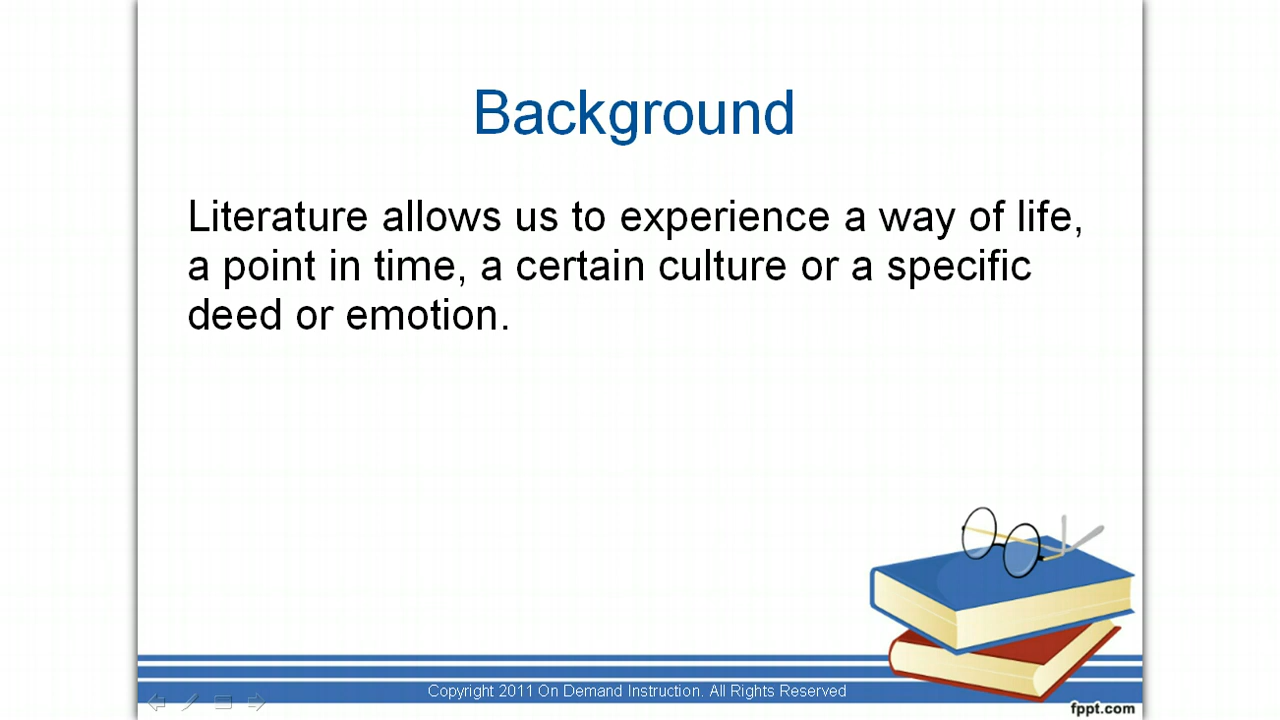 Background
Literature allows us to experience a way of life,
a point in time, a certain culture or a specific
deed or emotion.
Copyright 2011 On Demand Instruction. All Rights Reserved
fppt.com